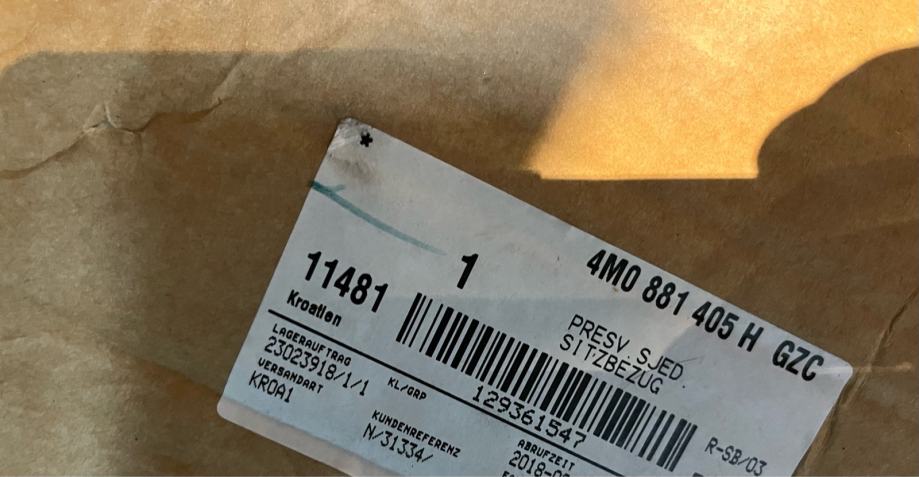 *
11481 1 4M0 881 405 H GZC
Kroatien
PRESV. SJED.
SITZBEZUG
LAGERAUFTRAG
23023918/1/1
KL/GRP
129361547
VERSANDART
KROA1
R-SB/03
KUNDENREFERENZ
N/31334/
ABRUFZEIT